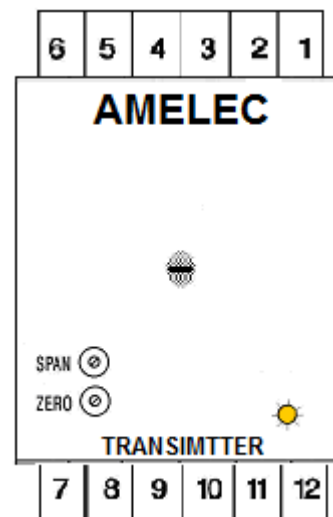 6 5 4 3 2 1
AMELEC
SPAN
ZERO
TRANSIMTTER
7 8 9 10 11 12